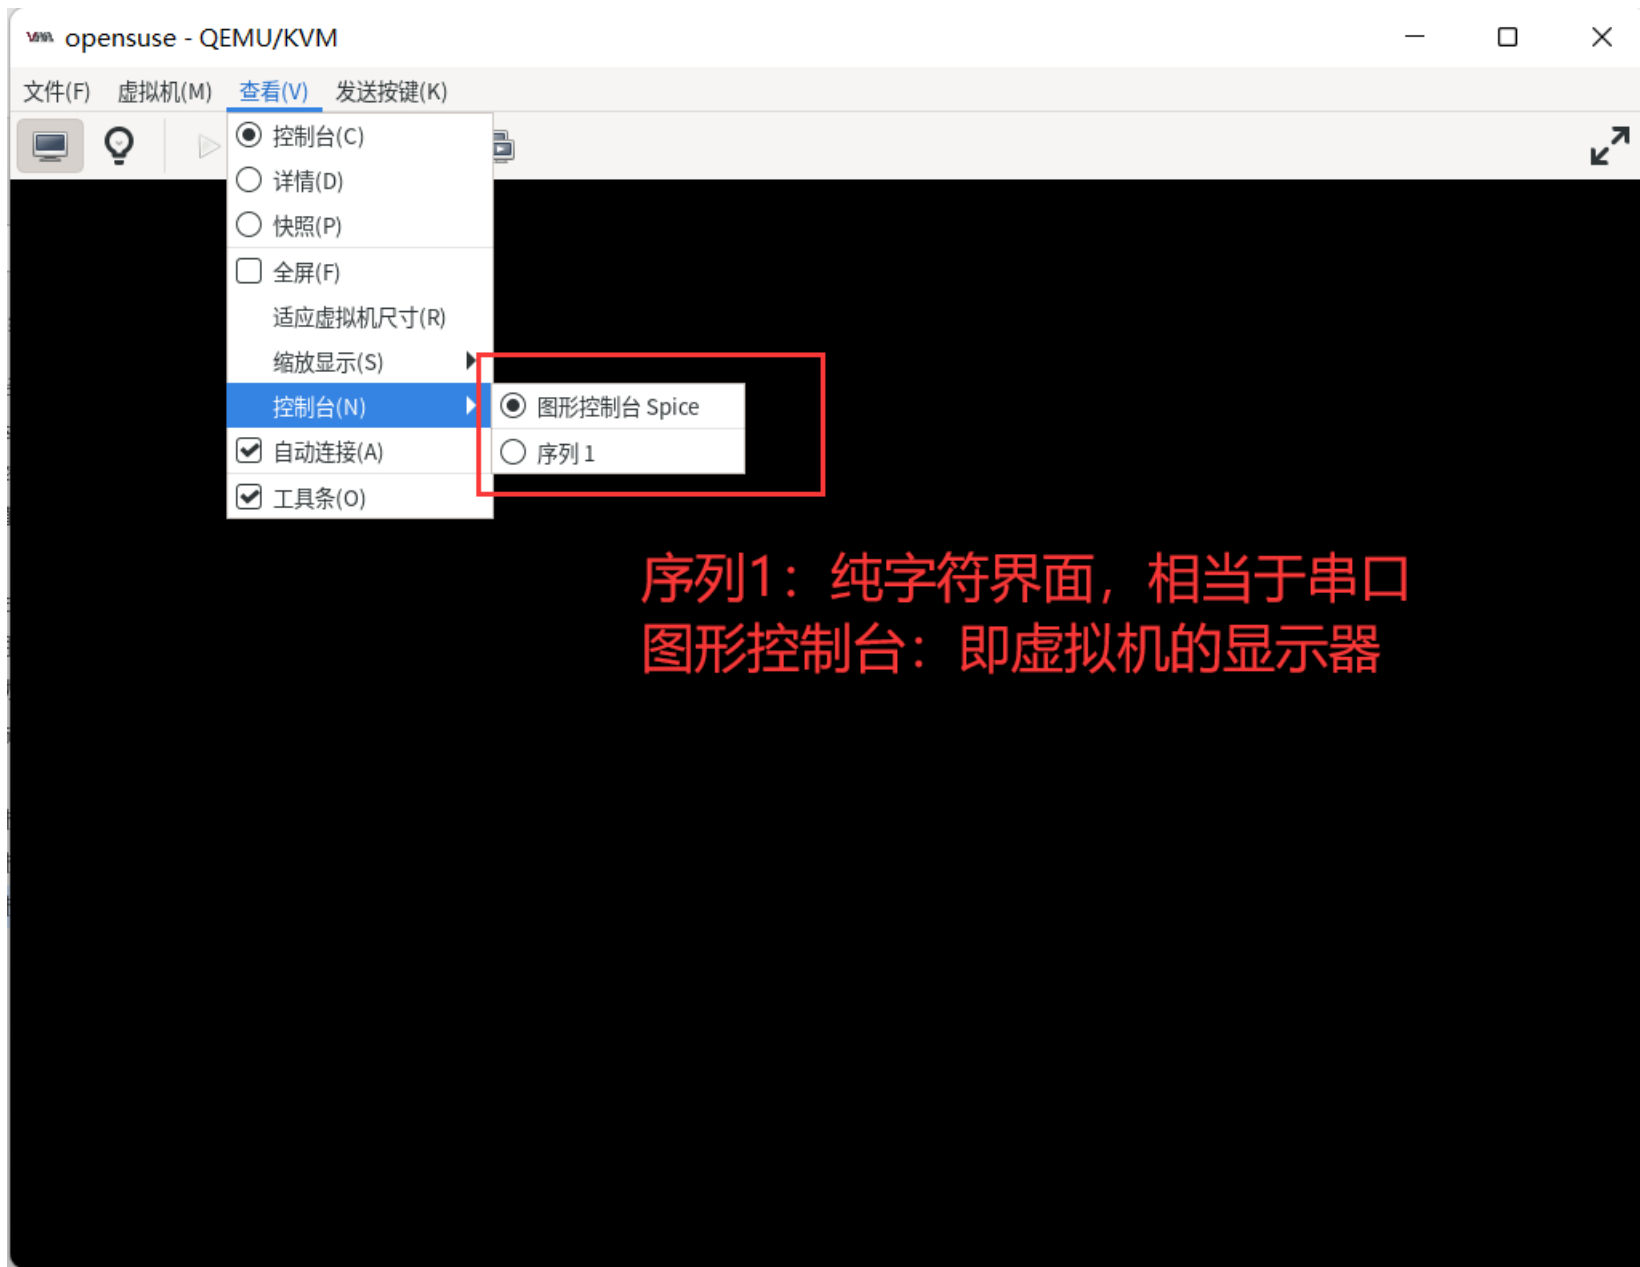 opensuse - QEMU/KVM
文件(F) 虚拟机(M) 查看(V) 发送按键(K)
控制台(C)
详情(D)
快照(P)
全屏(F)
适应虚拟机尺寸(R)
缩放显示(S)
控制台(N)
图形控制台 Spice
自动连接(A)
序列 1
工具条(O)
序列1：纯字符界面，相当于串口
图形控制台：即虚拟机的显示器